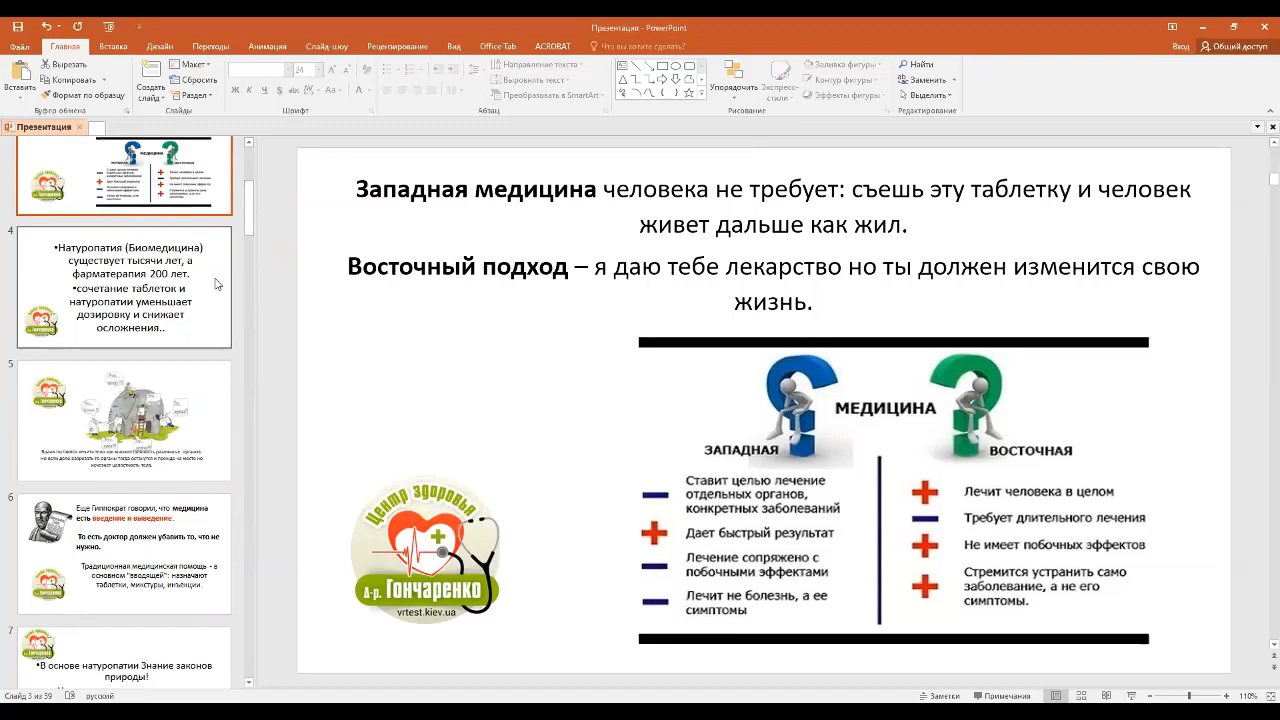 Презентация - PowerPoint
Файл Главная Вставка Дизайн Переходы Анимация Слайд-шоу Рецензирование Вид Office Tab ACROBAT Что вы хотите сделать? Вход Общий доступ
Вставить
Вырезать
Копировать
Формат по образцу
Буфер обмена
Создать слайд
Макет
Сбросить
Раздел
Слайды
24
Ж К Ч S abc Aa А
Шрифт
Направление текста
Выровнять текст
Преобразовать в SmartArt
Абзац
Упорядочить
Экспресс-стили
Заливка фигуры
Контур фигуры
Эффекты фигуры
Рисование
Найти
Заменить
Выделить
Редактирование
Презентация
МЕДИЦИНА
4
•Натуропатия (Биомедицина)
существует тысячи лет, а
фарматерапия 200 лет.
•сочетание таблеток и
натуропатии уменьшает
дозировку и снижает
осложнения..
5
6
Еще Гиппократ говорил, что медицина
есть введение и выведение.
То есть доктор должен убавить то, что не
нужно.
Традиционная медицинская помощь - в
основном "вводящей": назначают
таблетки, микстуры, инъекции.
7
•В основе натуропатии Знание законов
природы!
Западная медицина человека не требует: съешь эту таблетку и человек
живет дальше как жил.
Восточный подход – я даю тебе лекарство но ты должен изменится свою
жизнь.
МЕДИЦИНА
ЗАПАДНАЯ
ВОСТОЧНАЯ
Ставит целью лечение
отдельных органов,
конкретных заболеваний
Дает быстрый результат
Лечение сопряжено с
побочными эффектами
Лечит не болезнь, а ее
симптомы
Лечит человека в целом
Требует длительного лечения
Не имеет побочных эффектов
Стремится устранить само
заболевание, а не его
симптомы.
Центр здоровья
д-р. Гончаренко
vrtest.kiev.ua
Слайд 3 из 39 русский Заметки Примечания 110%